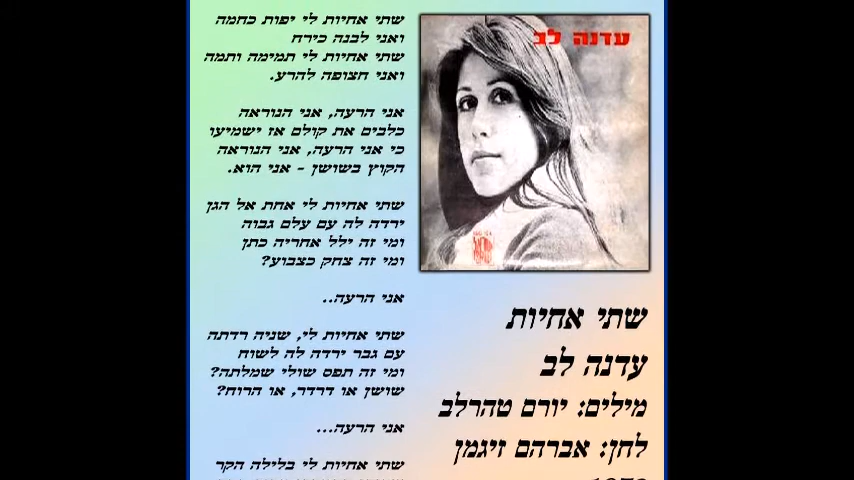 שתי אחיות לי יפות כחמה
ואני לבנה כירח
שתי אחיות לי תמימה ותמה
ואני חצופה להרע.
אני הרעה, אני הנוראה
כלבים את קולם אז ישמיעו
כי אני הרעה, אני הנוראה
הקוץ בשושן - אני הוא.
שתי אחיות לי אחת אל הגן
ירדה לה עם עלם גבוה
ומי זה ילל אחריה כתן
ומי זה צחק כצבוע?
אני הרעה..
שתי אחיות לי, שניה רדתה
עם גבר ירדה לה לשוח
ומי זה תפס שולי שמלתה?
שושן או דרדר, או הרוח?
אני הרעה...
שתי אחיות לי בלילה הקר
עדנה לב
שתי אחיות
עדנה לב
מילים: יורם טהרלב
לחן: אברהם זיגמן